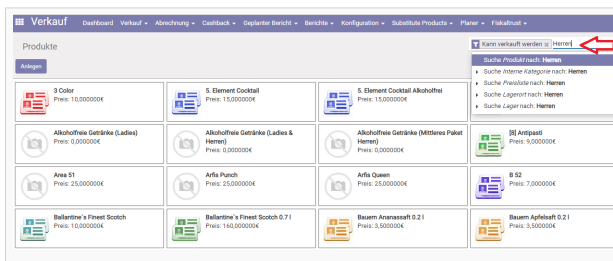 Verkauf Dashboard Verkauf Abrechnung Cashback Geplanter Bericht Berichte Konfiguration Substitute Products Planer Fiskaltrust
Produkte
Kann verkauft werden Herren
Anlegen
Suche Produkt nach: Herren
Suche Interne Kategorie nach: Herren
Suche Preisliste nach: Herren
Suche Lagerort nach: Herren
Suche Lager nach: Herren
3 Color
Preis: 10,000000€
5. Element Cocktail
Preis: 15,000000€
5. Element Cocktail Alkoholfrei
Preis: 15,000000€
Alkoholfreie Getränke (Ladies)
Preis: 0,000000€
Alkoholfreie Getränke (Ladies &
Herren)
Preis: 0,000000€
Alkoholfreie Getränke (Mittleres Paket
Herren)
Preis: 0,000000€
[8] Antipasti
Preis: 9,000000€
Area 51
Preis: 25,000000€
Arfis Punch
Preis: 25,000000€
Arfis Queen
Preis: 25,000000€
B 52
Preis: 7,000000€
Ballantine`s Finest Scotch
Preis: 10,000000€
Ballantine`s Finest Scotch 0.7 l
Preis: 160,000000€
Bauern Ananassaft 0.2 l
Preis: 3,500000€
Bauern Apfelsaft 0.2 l
Preis: 3,500000€